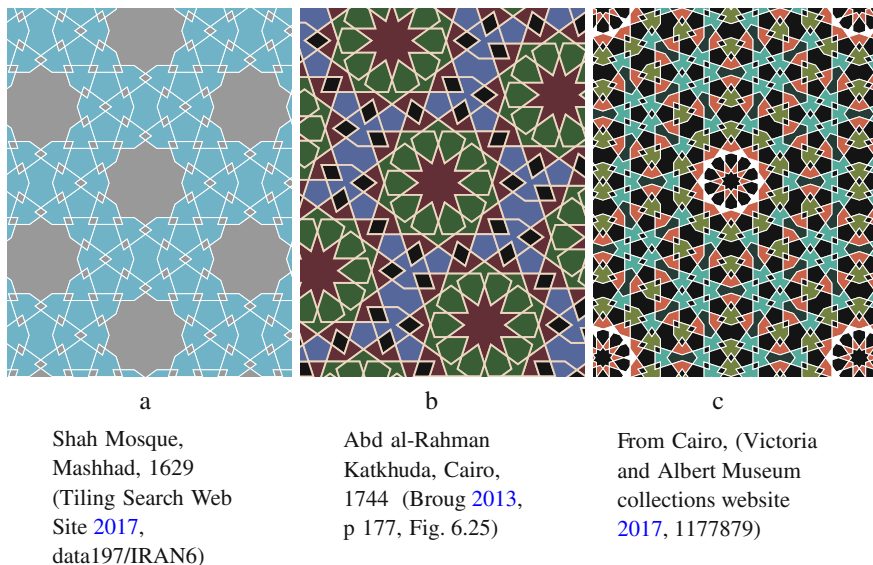 a
Shah Mosque,
Mashhad, 1629
(Tiling Search Web
Site 2017,
data197/IRAN6)
b
Abd al-Rahman
Katkhuda, Cairo,
1744 (Broug 2013,
p 177, Fig. 6.25)
c
From Cairo, (Victoria
and Albert Museum
collections website
2017, 1177879)